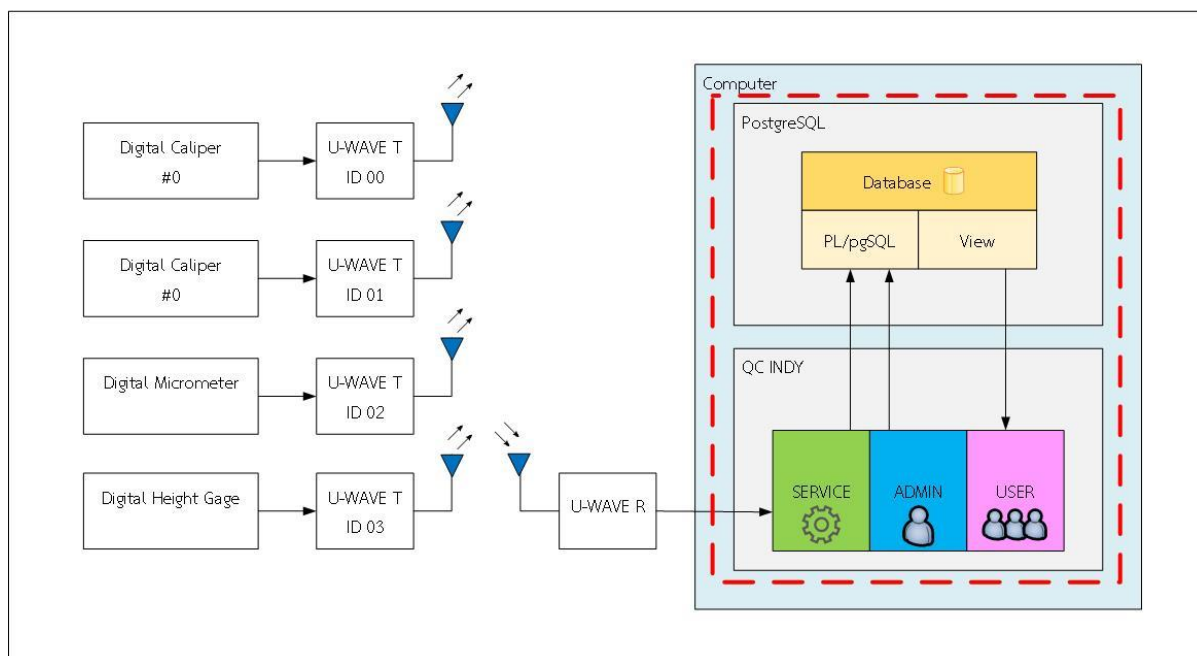 Digital Caliper
#0
U-WAVE T
ID 00
Digital Caliper
#0
U-WAVE T
ID 01
Digital Micrometer
U-WAVE T
ID 02
Digital Height Gage
U-WAVE T
ID 03
U-WAVE R
Computer
PostgreSQL
Database
PL/pgSQL
View
QC INDY
SERVICE
ADMIN
USER